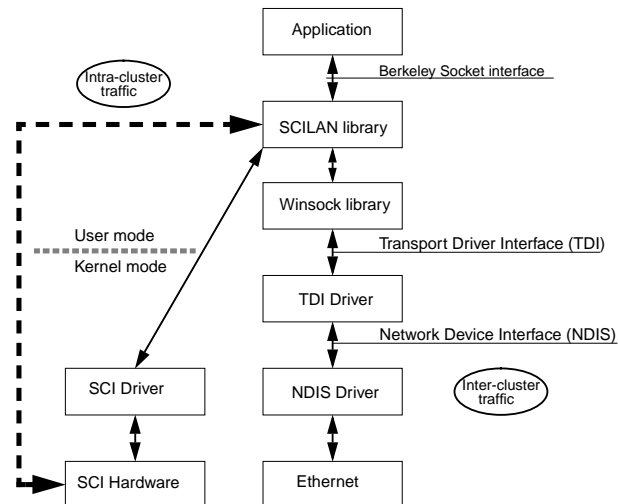 Application
Berkeley Socket interface
Intra-cluster
traffic
SCILAN library
Winsock library
User mode
Kernel mode
Transport Driver Interface (TDI)
TDI Driver
Network Device Interface (NDIS)
SCI Driver
NDIS Driver
Inter-cluster
traffic
SCI Hardware
Ethernet